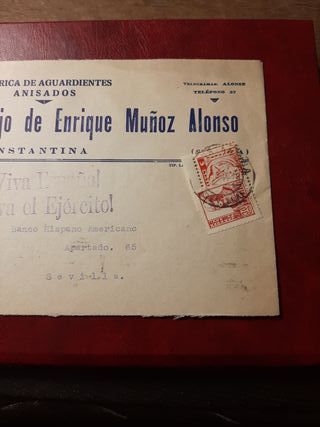 RICA DE AGUARDIENTES
ANISADOS
TELEGRAMAS: ALONSO
TELÉFONO 27
jo de Enrique Muñoz Alonso
NSTANTINA
Viva España!
va el Ejército!
Banco Hispano Americano
Apartado. 65
Sevilla.